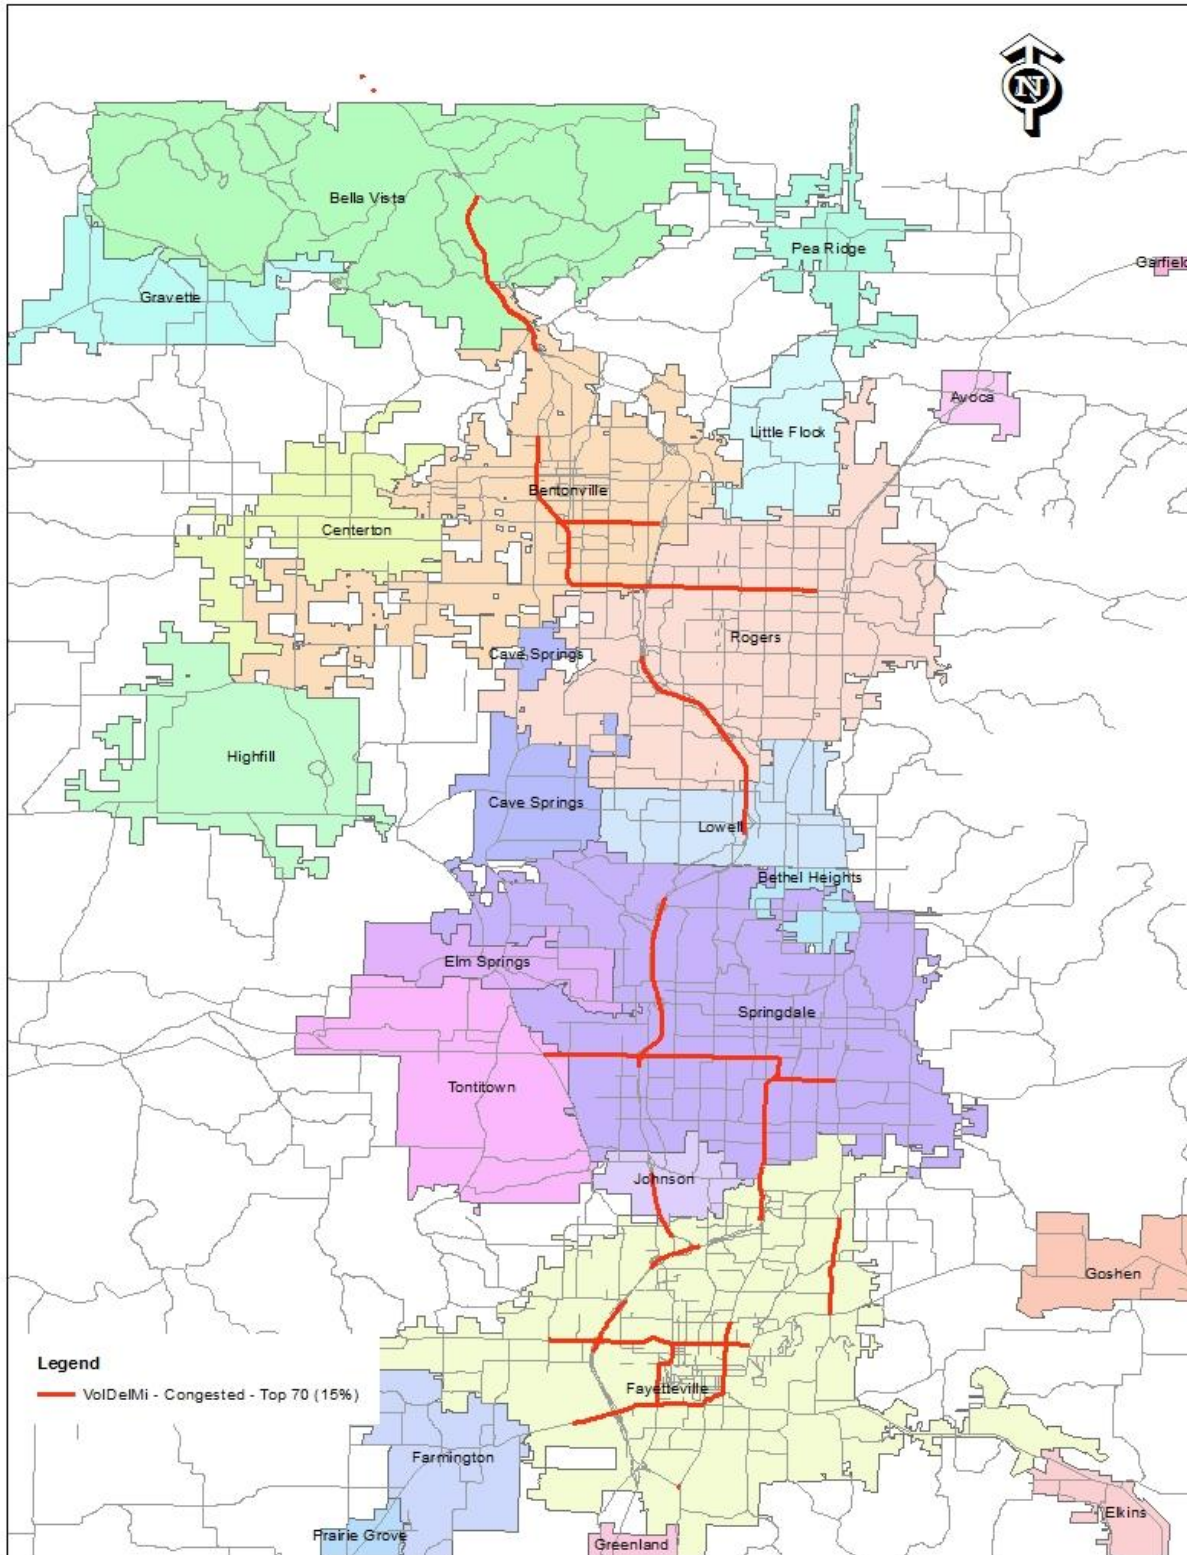 N
Bella Vista
Pea Ridge
Garfield
Gravette
Avoca
Little Flock
Bentonville
Centerton
Rogers
Cave Springs
Highfill
Cave Springs
Lowell
Bethel Heights
Elm Springs
Springdale
Tontitown
Johnson
Goshen
Legend
VolDelMi - Congested - Top 70 (15%)
Fayetteville
Farmington
Elkins
Prairie Grove
Greenland